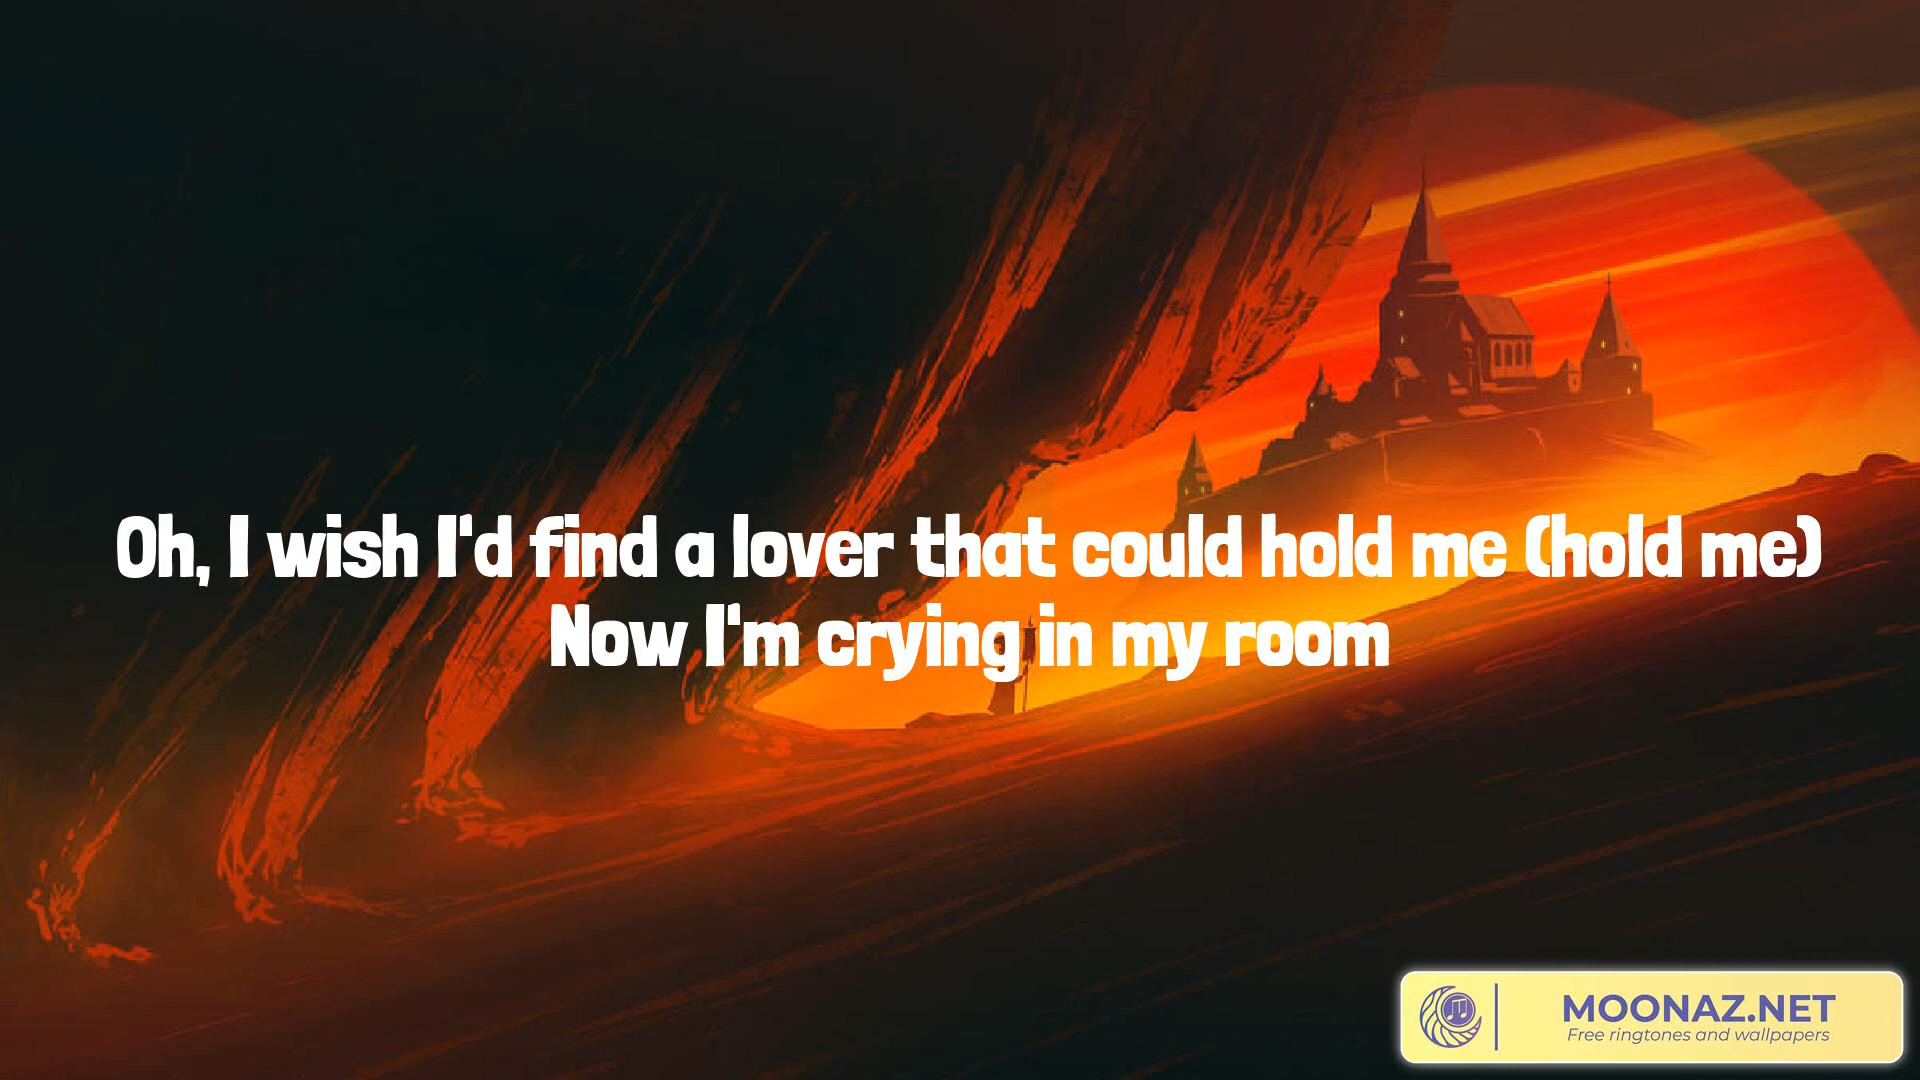 Oh, I wish I'd find a lover that could hold me (hold me)
Now I'm crying in my room
MOONAZ.NET
Free ringtones and wallpapers